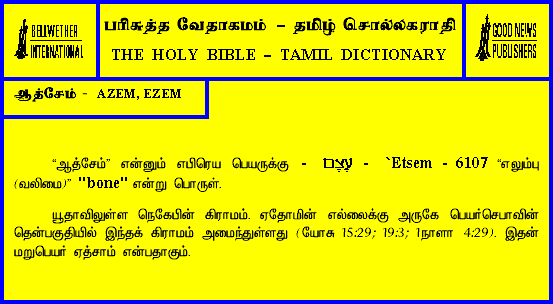 BELLWETHER
INTERNATIONAL
பரிசுத்த வேதாகமம் – தமிழ் சொல்லகராதி
THE HOLY BIBLE – TAMIL DICTIONARY
GOOD NEWS
PUBLISHERS
ஆத்சேம் - AZEM, EZEM
“ஆத்சேம்” என்னும் எபிரெய பெயருக்கு - עֶצֶם - `Etsem - 6107 “எலும்பு
(வலிமை)” "bone" என்று பொருள்.
யூதாவிலுள்ள நெகேபின் கிராமம். ஏதோமின் எல்லைக்கு அருகே பெயர்செபாவின்
தென்பகுதியில் இந்தக் கிராமம் அமைந்துள்ளது (யோசு 15:29; 19:3; 1நாளா 4:29). இதன்
மறுபெயர் ஏத்சாம் என்பதாகும்.